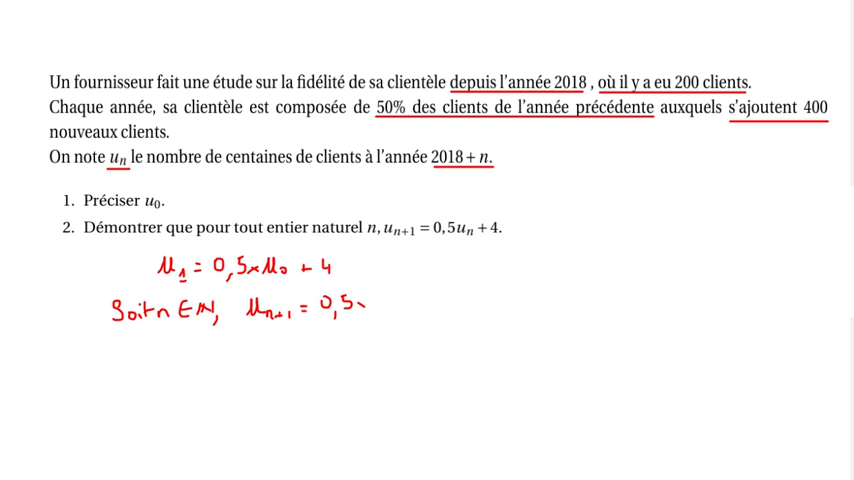 Un fournisseur fait une étude sur la fidélité de sa clientèle depuis l'année 2018 , où il y a eu 200 clients.
Chaque année, sa clientèle est composée de 50% des clients de l'année précédente auxquels s'ajoutent 400
nouveaux clients.
On note uₙ le nombre de centaines de clients à l'année 2018 + n.
1. Préciser u₀.
2. Démontrer que pour tout entier naturel n, uₙ₊₁ = 0,5uₙ + 4.
u₁ = 0,5×u₀ + 4
Soit n ∈ ℕ, uₙ₊₁ = 0,5